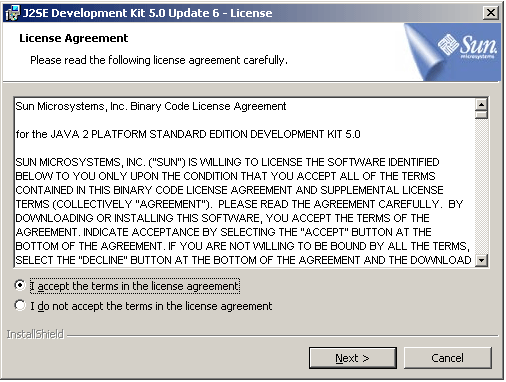 J2SE Development Kit 5.0 Update 6 - License
License Agreement
Please read the following license agreement carefully.
Sun
microsystems
Sun Microsystems, Inc. Binary Code License Agreement
for the JAVA 2 PLATFORM STANDARD EDITION DEVELOPMENT KIT 5.0
SUN MICROSYSTEMS, INC. ("SUN") IS WILLING TO LICENSE THE SOFTWARE IDENTIFIED
BELOW TO YOU ONLY UPON THE CONDITION THAT YOU ACCEPT ALL OF THE TERMS
CONTAINED IN THIS BINARY CODE LICENSE AGREEMENT AND SUPPLEMENTAL LICENSE
TERMS (COLLECTIVELY "AGREEMENT").  PLEASE READ THE AGREEMENT CAREFULLY.  BY
DOWNLOADING OR INSTALLING THIS SOFTWARE, YOU ACCEPT THE TERMS OF THE
AGREEMENT. INDICATE ACCEPTANCE BY SELECTING THE "ACCEPT" BUTTON AT THE
BOTTOM OF THE AGREEMENT. IF YOU ARE NOT WILLING TO BE BOUND BY ALL THE TERMS,
SELECT THE "DECLINE" BUTTON AT THE BOTTOM OF THE AGREEMENT AND THE DOWNLOAD
I accept the terms in the license agreement
I do not accept the terms in the license agreement
InstallShield
Next >
Cancel